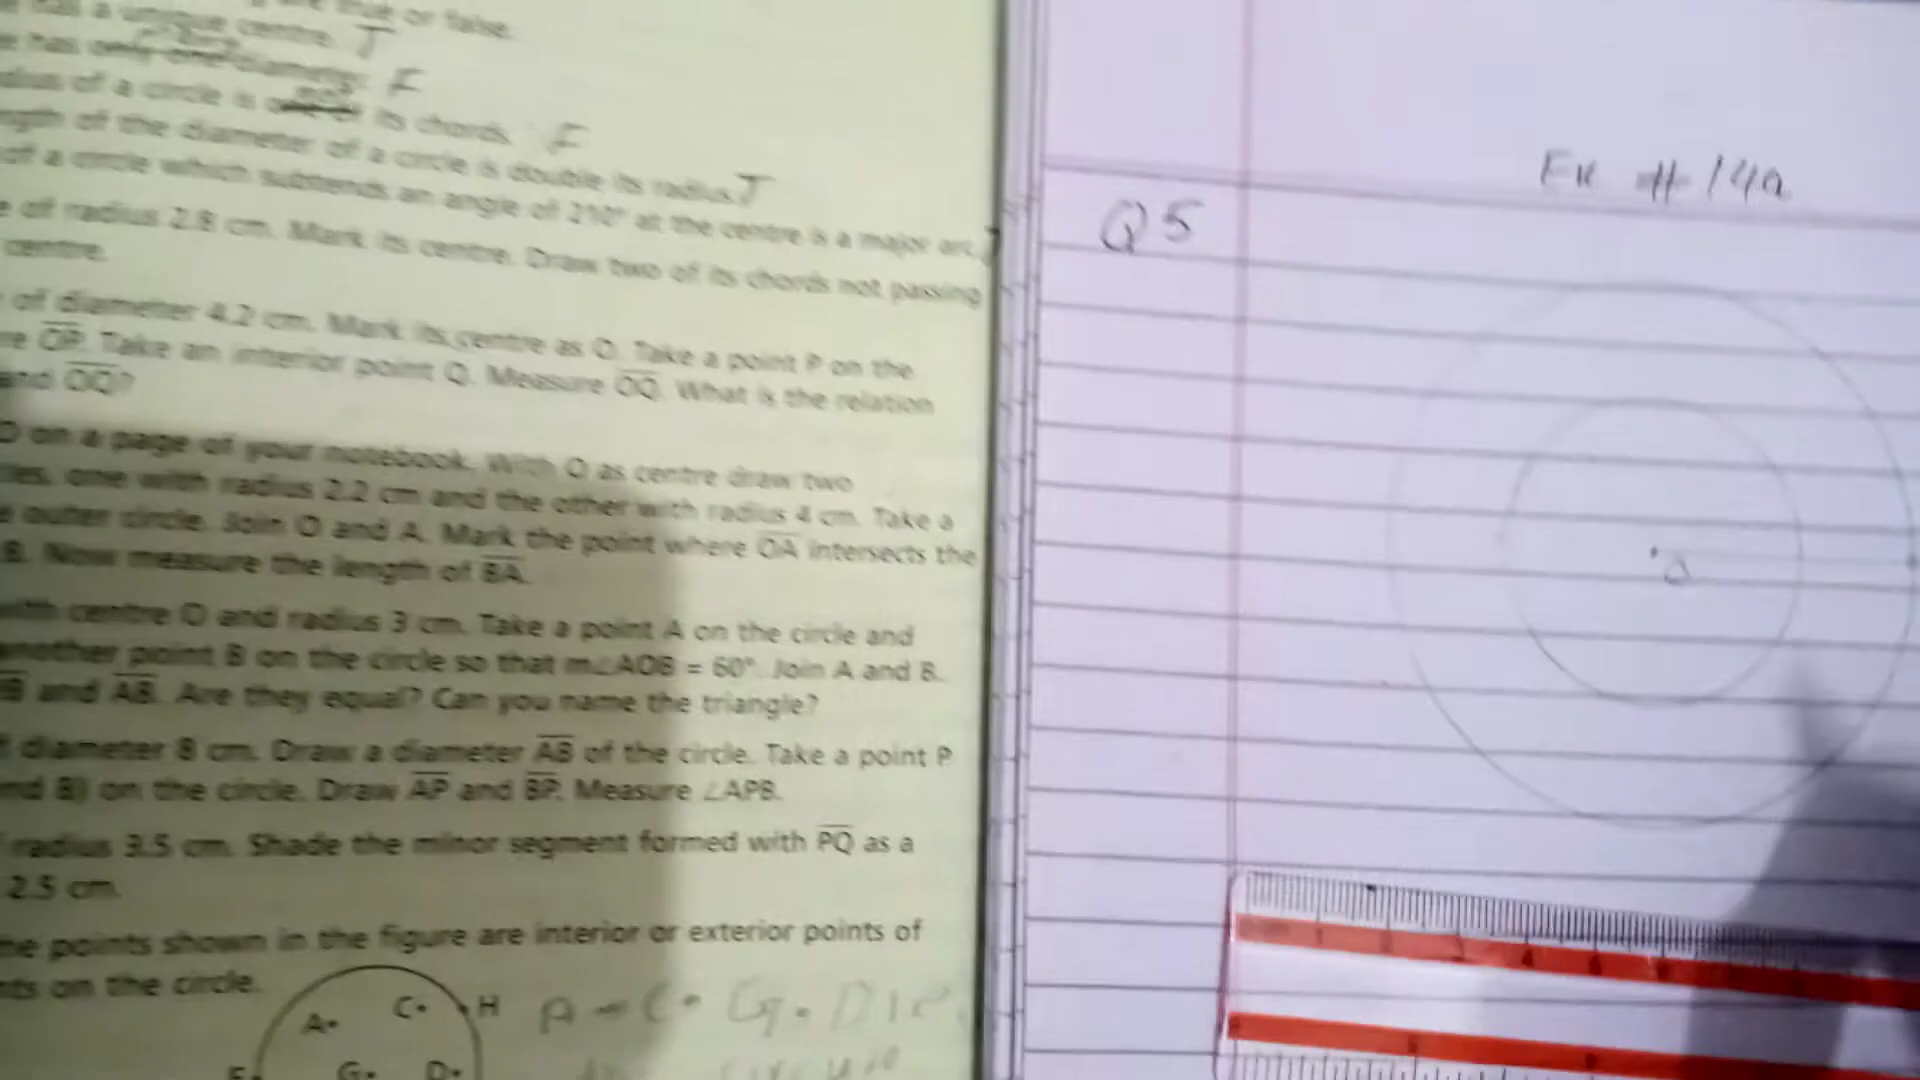 true or false.
a unique centre. T
diameter. F
of a circle is its chords. F
of the diameter of a circle is double its radius. T
of a circle which subtends an angle of 210° at the centre is a major arc.
of radius 2.8 cm. Mark its centre. Draw two of its chords not passing
centre.
of diameter 4.2 cm. Mark its centre as O. Take a point P on the
OP. Take an interior point Q. Measure OQ. What is the relation
and OQ?
O on a page of your notebook. With O as centre draw two
one with radius 2.2 cm and the other with radius 4 cm. Take a
outer circle. Join O and A. Mark the point where OA intersects the
B. Now measure the length of BA.
with centre O and radius 3 cm. Take a point A on the circle and
another point B on the circle so that m∠AOB = 60°. Join A and B.
and AB. Are they equal? Can you name the triangle?
diameter 8 cm. Draw a diameter AB of the circle. Take a point P
B) on the circle. Draw AP and BP. Measure ∠APB.
radius 3.5 cm. Shade the minor segment formed with PQ as a
2.5 cm.
points shown in the figure are interior or exterior points of
on the circle.
A C H
G D
Ex # 14a
Q5
O